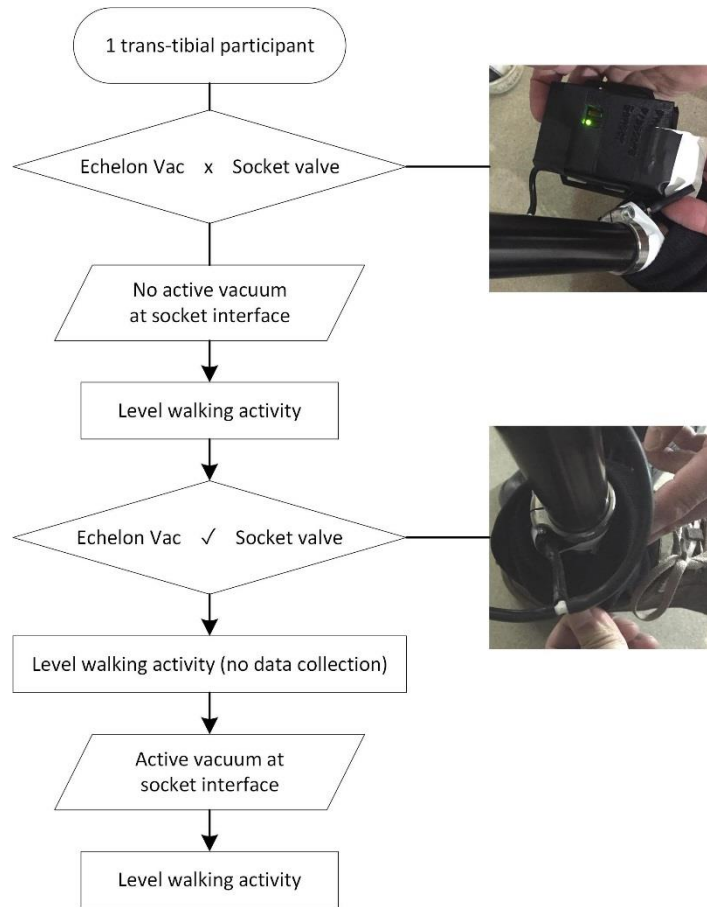 1 trans-tibial participant
Echelon Vac x Socket valve
No active vacuum
at socket interface
Level walking activity
Echelon Vac ✓ Socket valve
Level walking activity (no data collection)
Active vacuum at
socket interface
Level walking activity